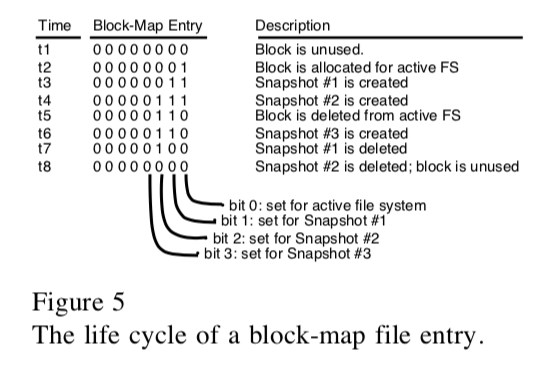 Time Block-Map Entry Description
t1 0 0 0 0 0 0 0 0 Block is unused.
t2 0 0 0 0 0 0 0 1 Block is allocated for active FS
t3 0 0 0 0 0 0 1 1 Snapshot #1 is created
t4 0 0 0 0 0 1 1 1 Snapshot #2 is created
t5 0 0 0 0 0 1 1 0 Block is deleted from active FS
t6 0 0 0 0 0 1 1 0 Snapshot #3 is created
t7 0 0 0 0 0 1 0 0 Snapshot #1 is deleted
t8 0 0 0 0 0 0 0 0 Snapshot #2 is deleted; block is unused
bit 0: set for active file system
bit 1: set for Snapshot #1
bit 2: set for Snapshot #2
bit 3: set for Snapshot #3
Figure 5
The life cycle of a block-map file entry.